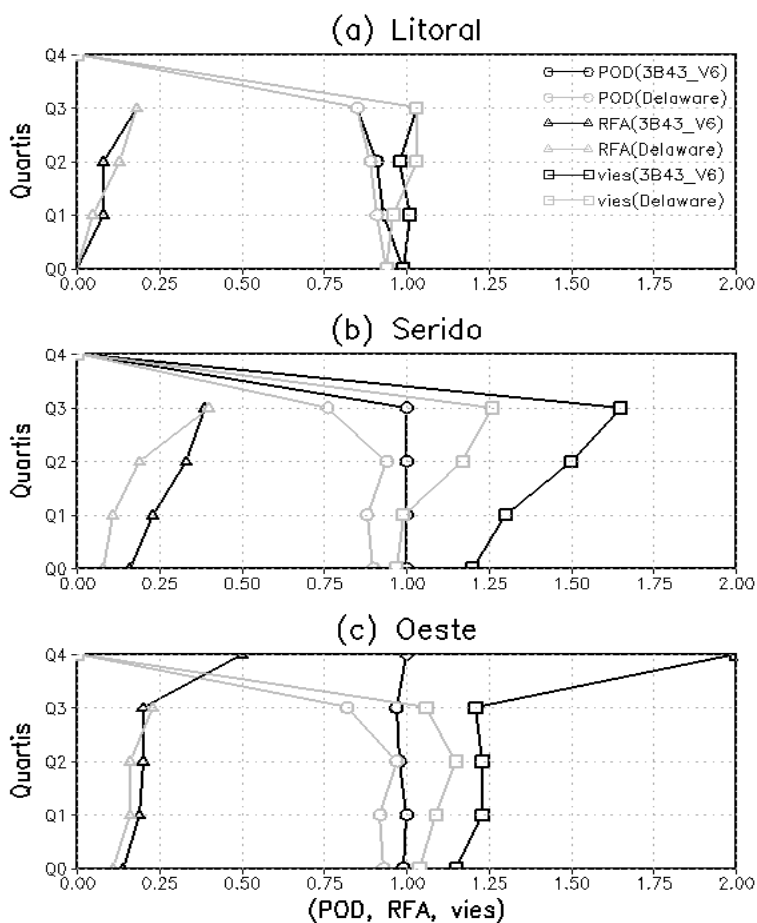 (a) Litoral
Quartis
Q4
Q3
Q2
Q1
Q0
POD(3B43_V6)
POD(Delaware)
RFA(3B43_V6)
RFA(Delaware)
vies(3B43_V6)
vies(Delaware)
0.00 0.25 0.50 0.75 1.00 1.25 1.50 1.75 2.00
(b) Serido
Quartis
Q4
Q3
Q2
Q1
Q0
0.00 0.25 0.50 0.75 1.00 1.25 1.50 1.75 2.00
(c) Oeste
Quartis
Q4
Q3
Q2
Q1
Q0
0.00 0.25 0.50 0.75 1.00 1.25 1.50 1.75 2.00
(POD, RFA, vies)